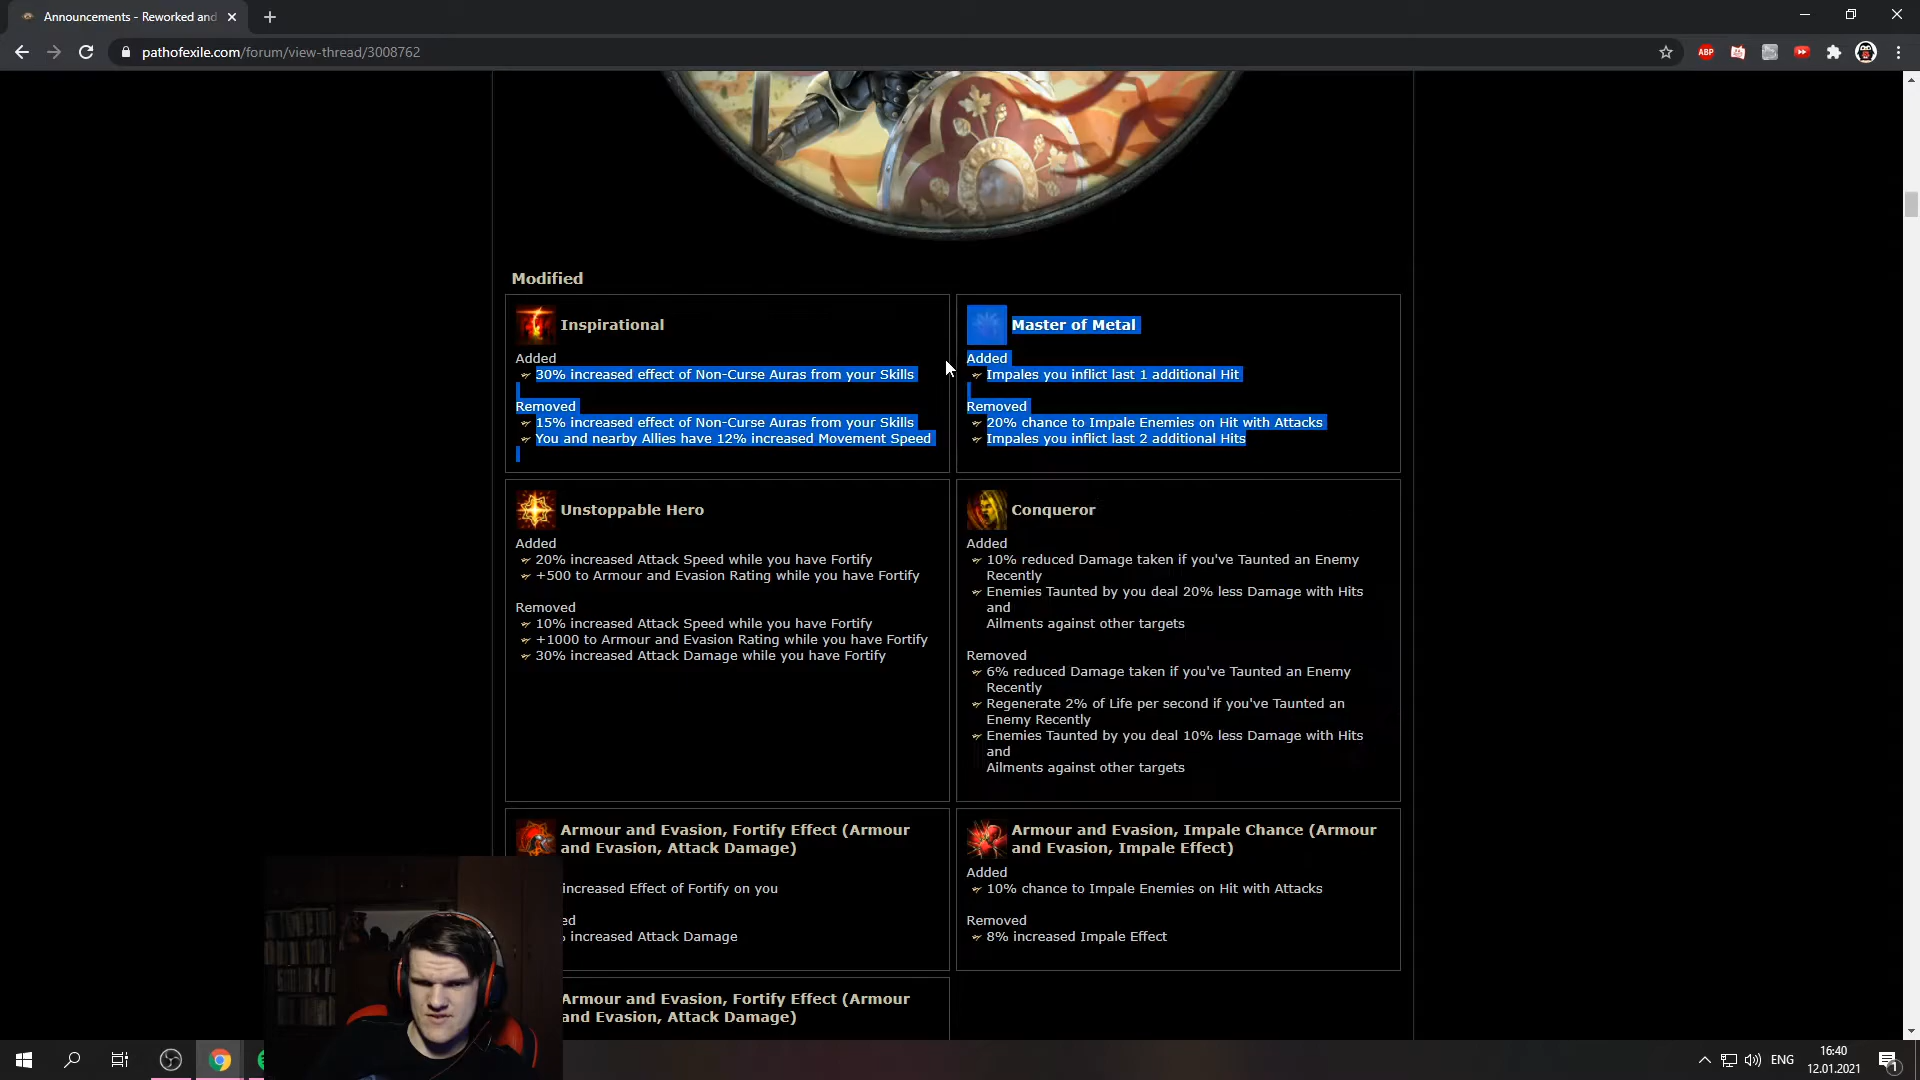 Announcements - Reworked and
pathofexile.com/forum/view-thread/3008762
ABP
Modified
Inspirational
Added
30% increased effect of Non-Curse Auras from your Skills
Removed
15% increased effect of Non-Curse Auras from your Skills
You and nearby Allies have 12% increased Movement Speed
Master of Metal
Added
Impales you inflict last 1 additional Hit
Removed
20% chance to Impale Enemies on Hit with Attacks
Impales you inflict last 2 additional Hits
Unstoppable Hero
Added
20% increased Attack Speed while you have Fortify
+500 to Armour and Evasion Rating while you have Fortify
Removed
10% increased Attack Speed while you have Fortify
+1000 to Armour and Evasion Rating while you have Fortify
30% increased Attack Damage while you have Fortify
Conqueror
Added
10% reduced Damage taken if you've Taunted an Enemy
Recently
Enemies Taunted by you deal 20% less Damage with Hits
and
Ailments against other targets
Removed
6% reduced Damage taken if you've Taunted an Enemy
Recently
Regenerate 2% of Life per second if you've Taunted an
Enemy Recently
Enemies Taunted by you deal 10% less Damage with Hits
and
Ailments against other targets
Armour and Evasion, Fortify Effect (Armour
and Evasion, Attack Damage)
increased Effect of Fortify on you
ed
increased Attack Damage
Armour and Evasion, Impale Chance (Armour
and Evasion, Impale Effect)
Added
10% chance to Impale Enemies on Hit with Attacks
Removed
8% increased Impale Effect
Armour and Evasion, Fortify Effect (Armour
and Evasion, Attack Damage)
ENG
16:40
12.01.2021
1